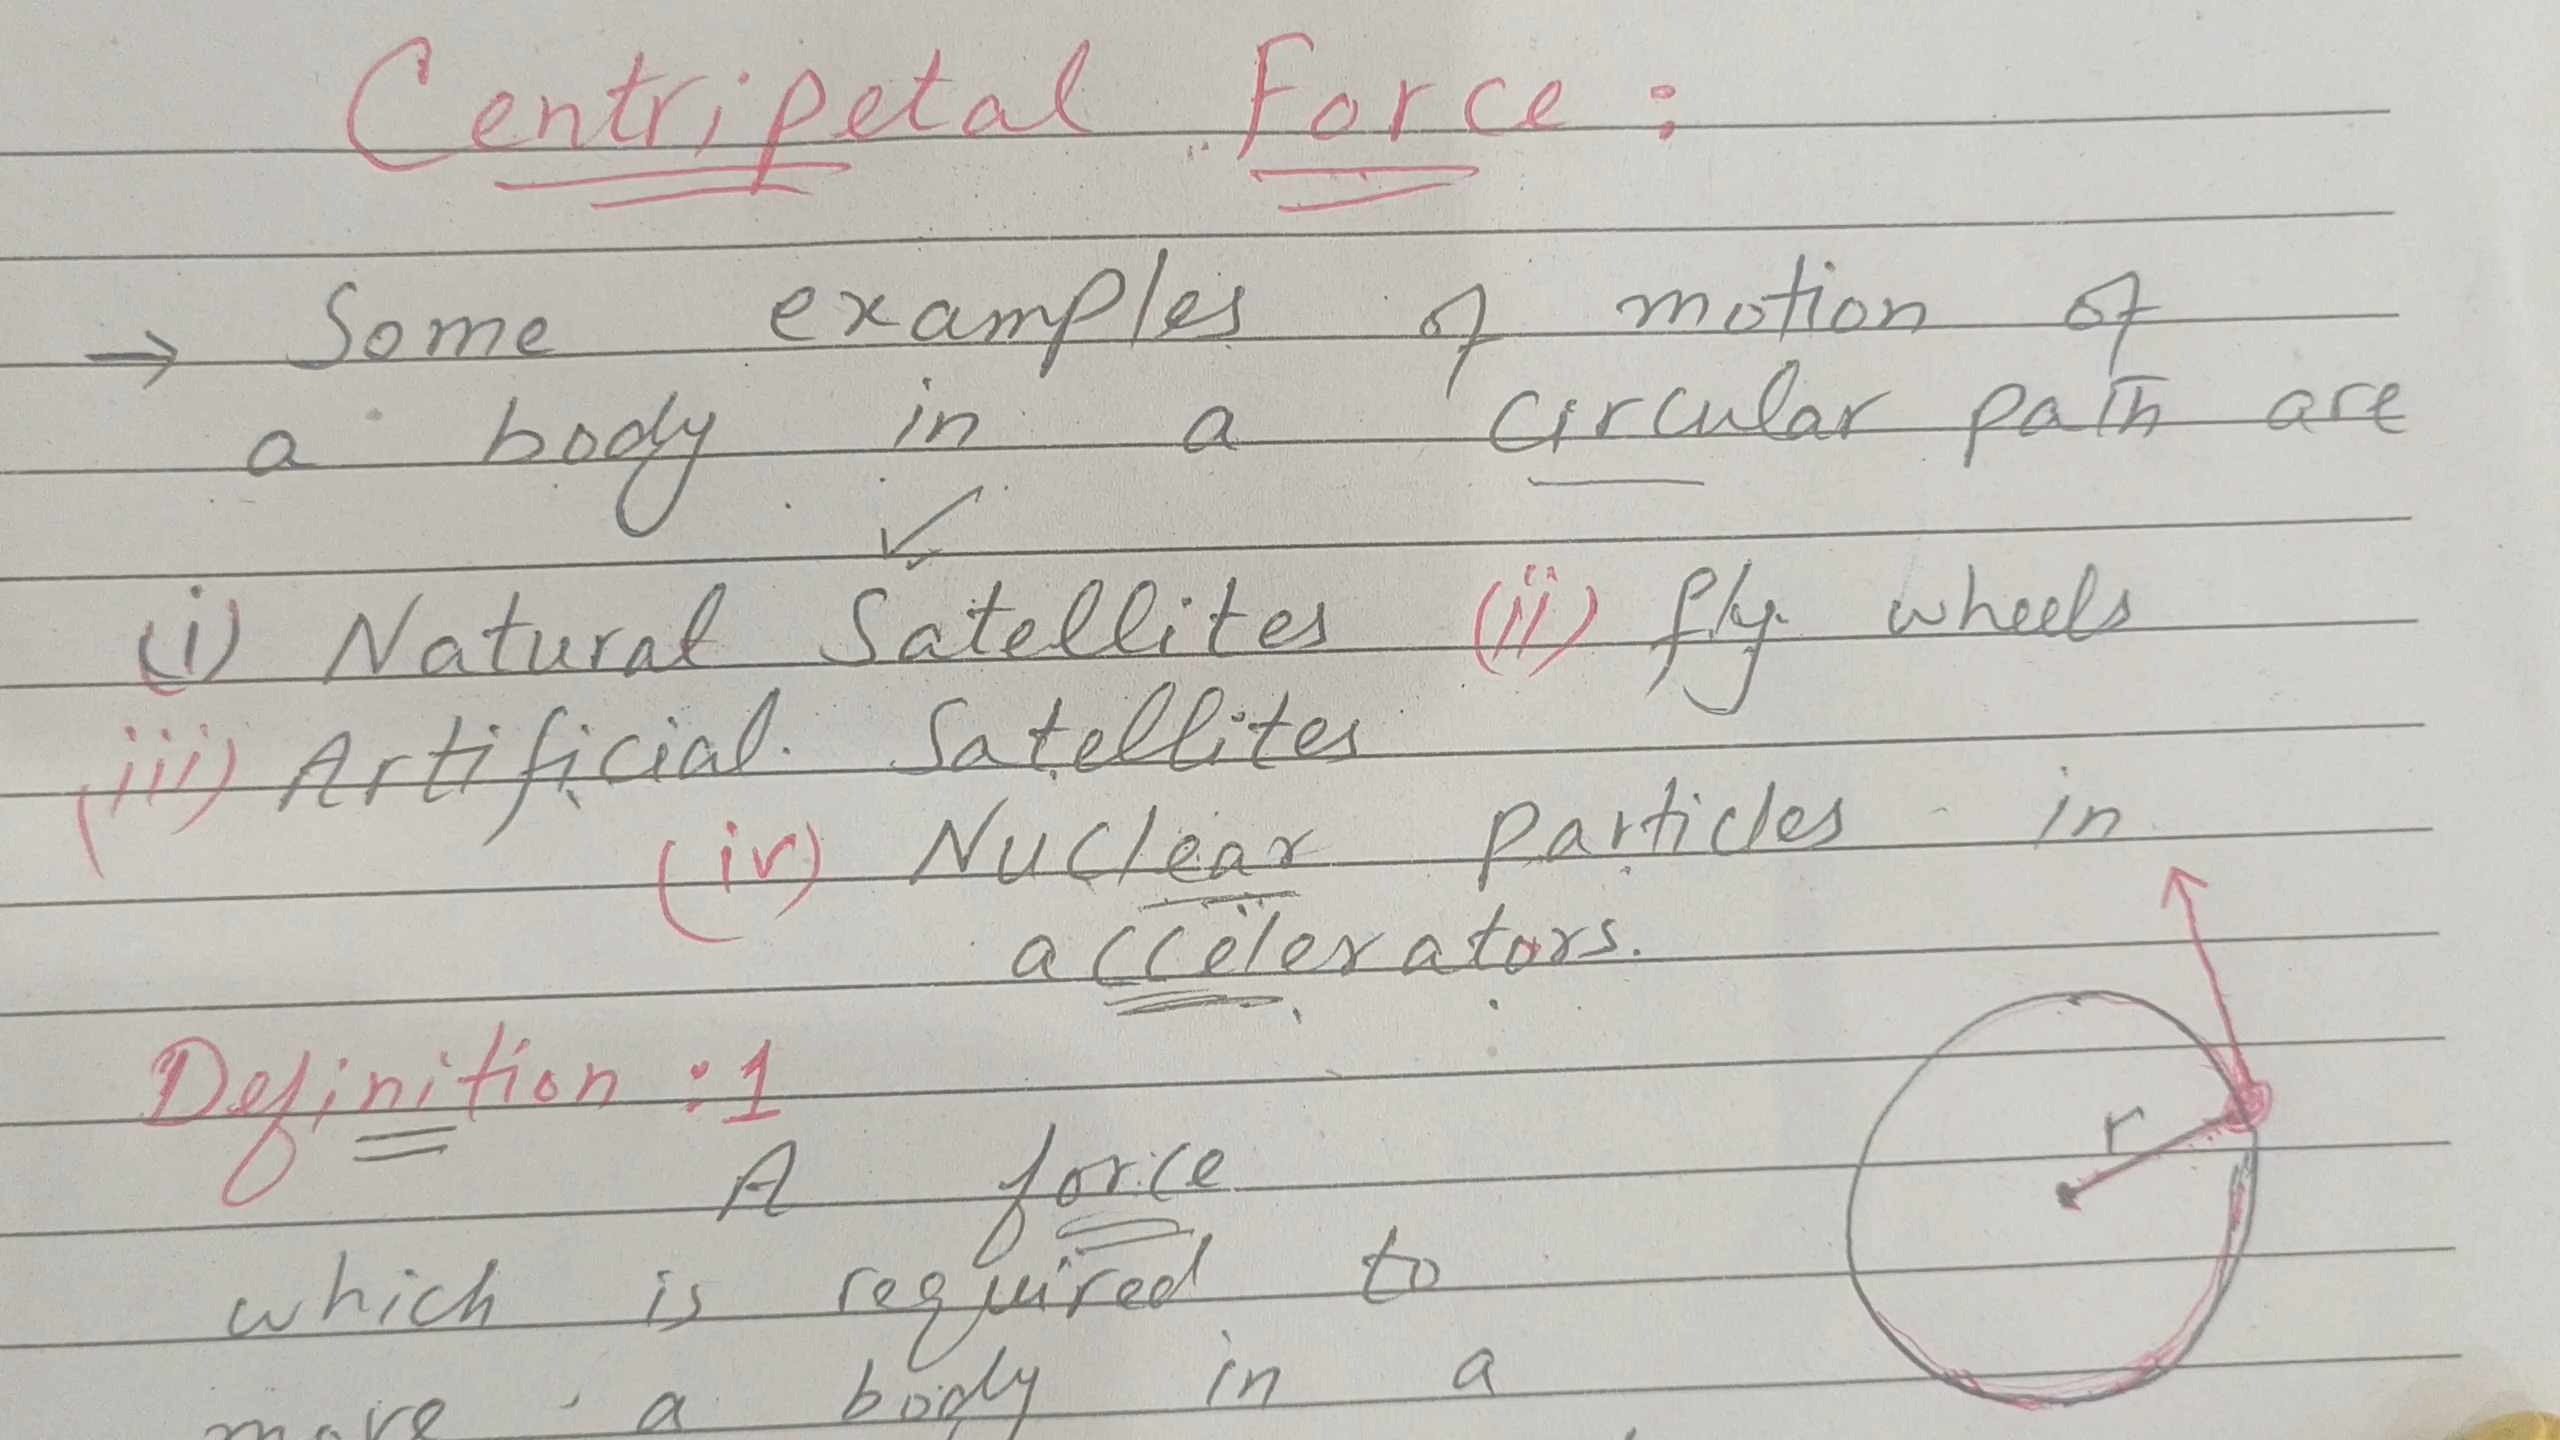 Centripetal Force :
→ Some examples of motion of
a body in a circular path are
(i) Natural Satellites (ii) fly wheels
(iii) Artificial Satellites
(iv) Nuclear particles in
accelerators.
Definition :1
A force
r
which is required to
move a body in a